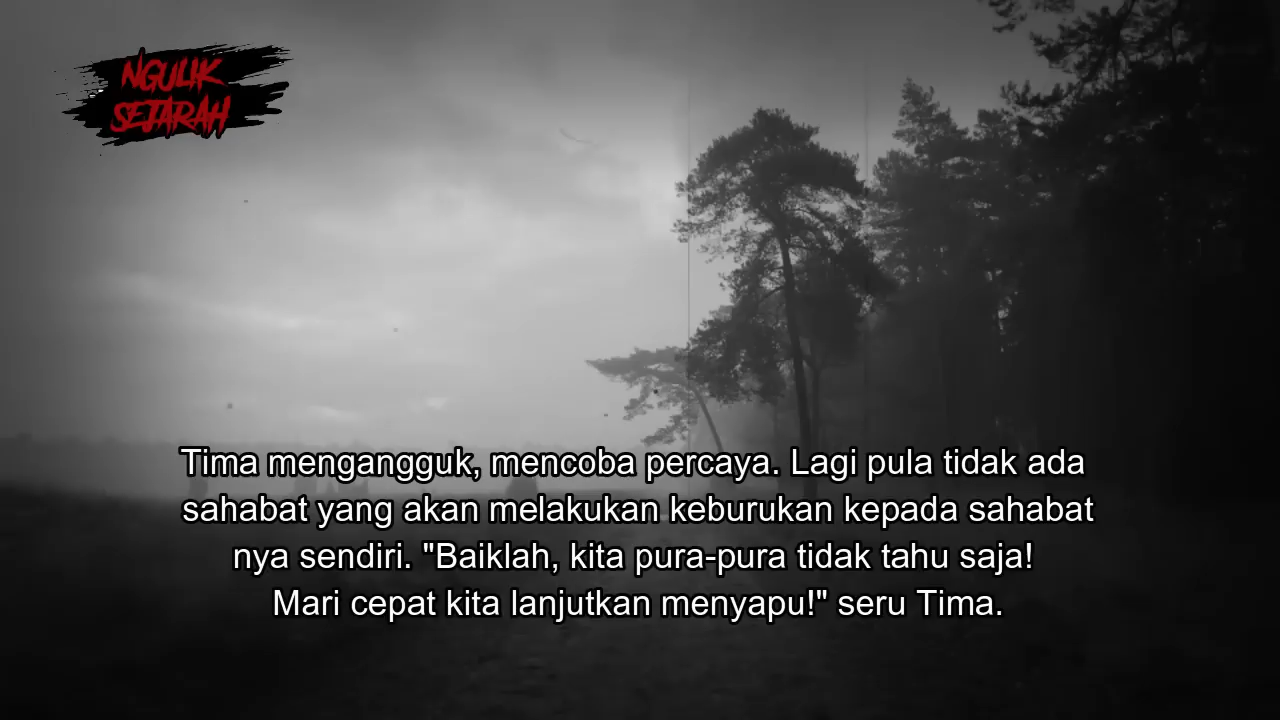 NGULIK
SEJARAH
Tima mengangguk, mencoba percaya. Lagi pula tidak ada
sahabat yang akan melakukan keburukan kepada sahabat
nya sendiri. "Baiklah, kita pura-pura tidak tahu saja!
Mari cepat kita lanjutkan menyapu!" seru Tima.